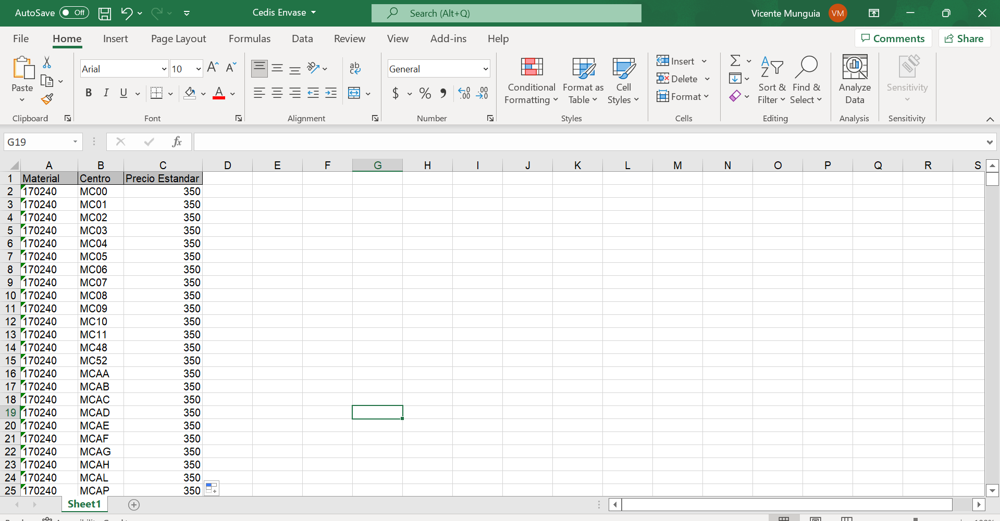 AutoSave Off Cedis Envase Search (Alt+Q) Vicente Munguia VM
File Home Insert Page Layout Formulas Data Review View Add-ins Help Comments Share
Paste
Clipboard
Arial 10
B I U A
Font
ab
Alignment
General
$ % 9 .00
Number
Conditional Formatting
Format as Table
Cell Styles
Styles
Insert
Delete
Format
Cells
Sort & Filter
Find & Select
Editing
Analyze Data
Analysis
Sensitivity
Sensitivity
G19 fx
A B C D E F G H I J K L M N O P Q R S
1 Material Centro Precio Estandar
2 170240 MC00 350
3 170240 MC01 350
4 170240 MC02 350
5 170240 MC03 350
6 170240 MC04 350
7 170240 MC05 350
8 170240 MC06 350
9 170240 MC07 350
10 170240 MC08 350
11 170240 MC09 350
12 170240 MC10 350
13 170240 MC11 350
14 170240 MC48 350
15 170240 MC52 350
16 170240 MCAA 350
17 170240 MCAB 350
18 170240 MCAC 350
19 170240 MCAD 350
20 170240 MCAE 350
21 170240 MCAF 350
22 170240 MCAG 350
23 170240 MCAH 350
24 170240 MCAL 350
25 170240 MCAP 350
Sheet1